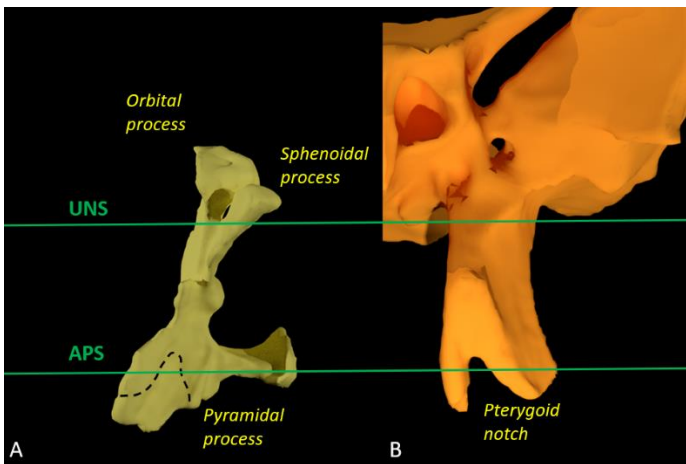 Orbital
process
Sphenoidal
process
UNS
APS
Pyramidal
process
Pterygoid
notch
A
B